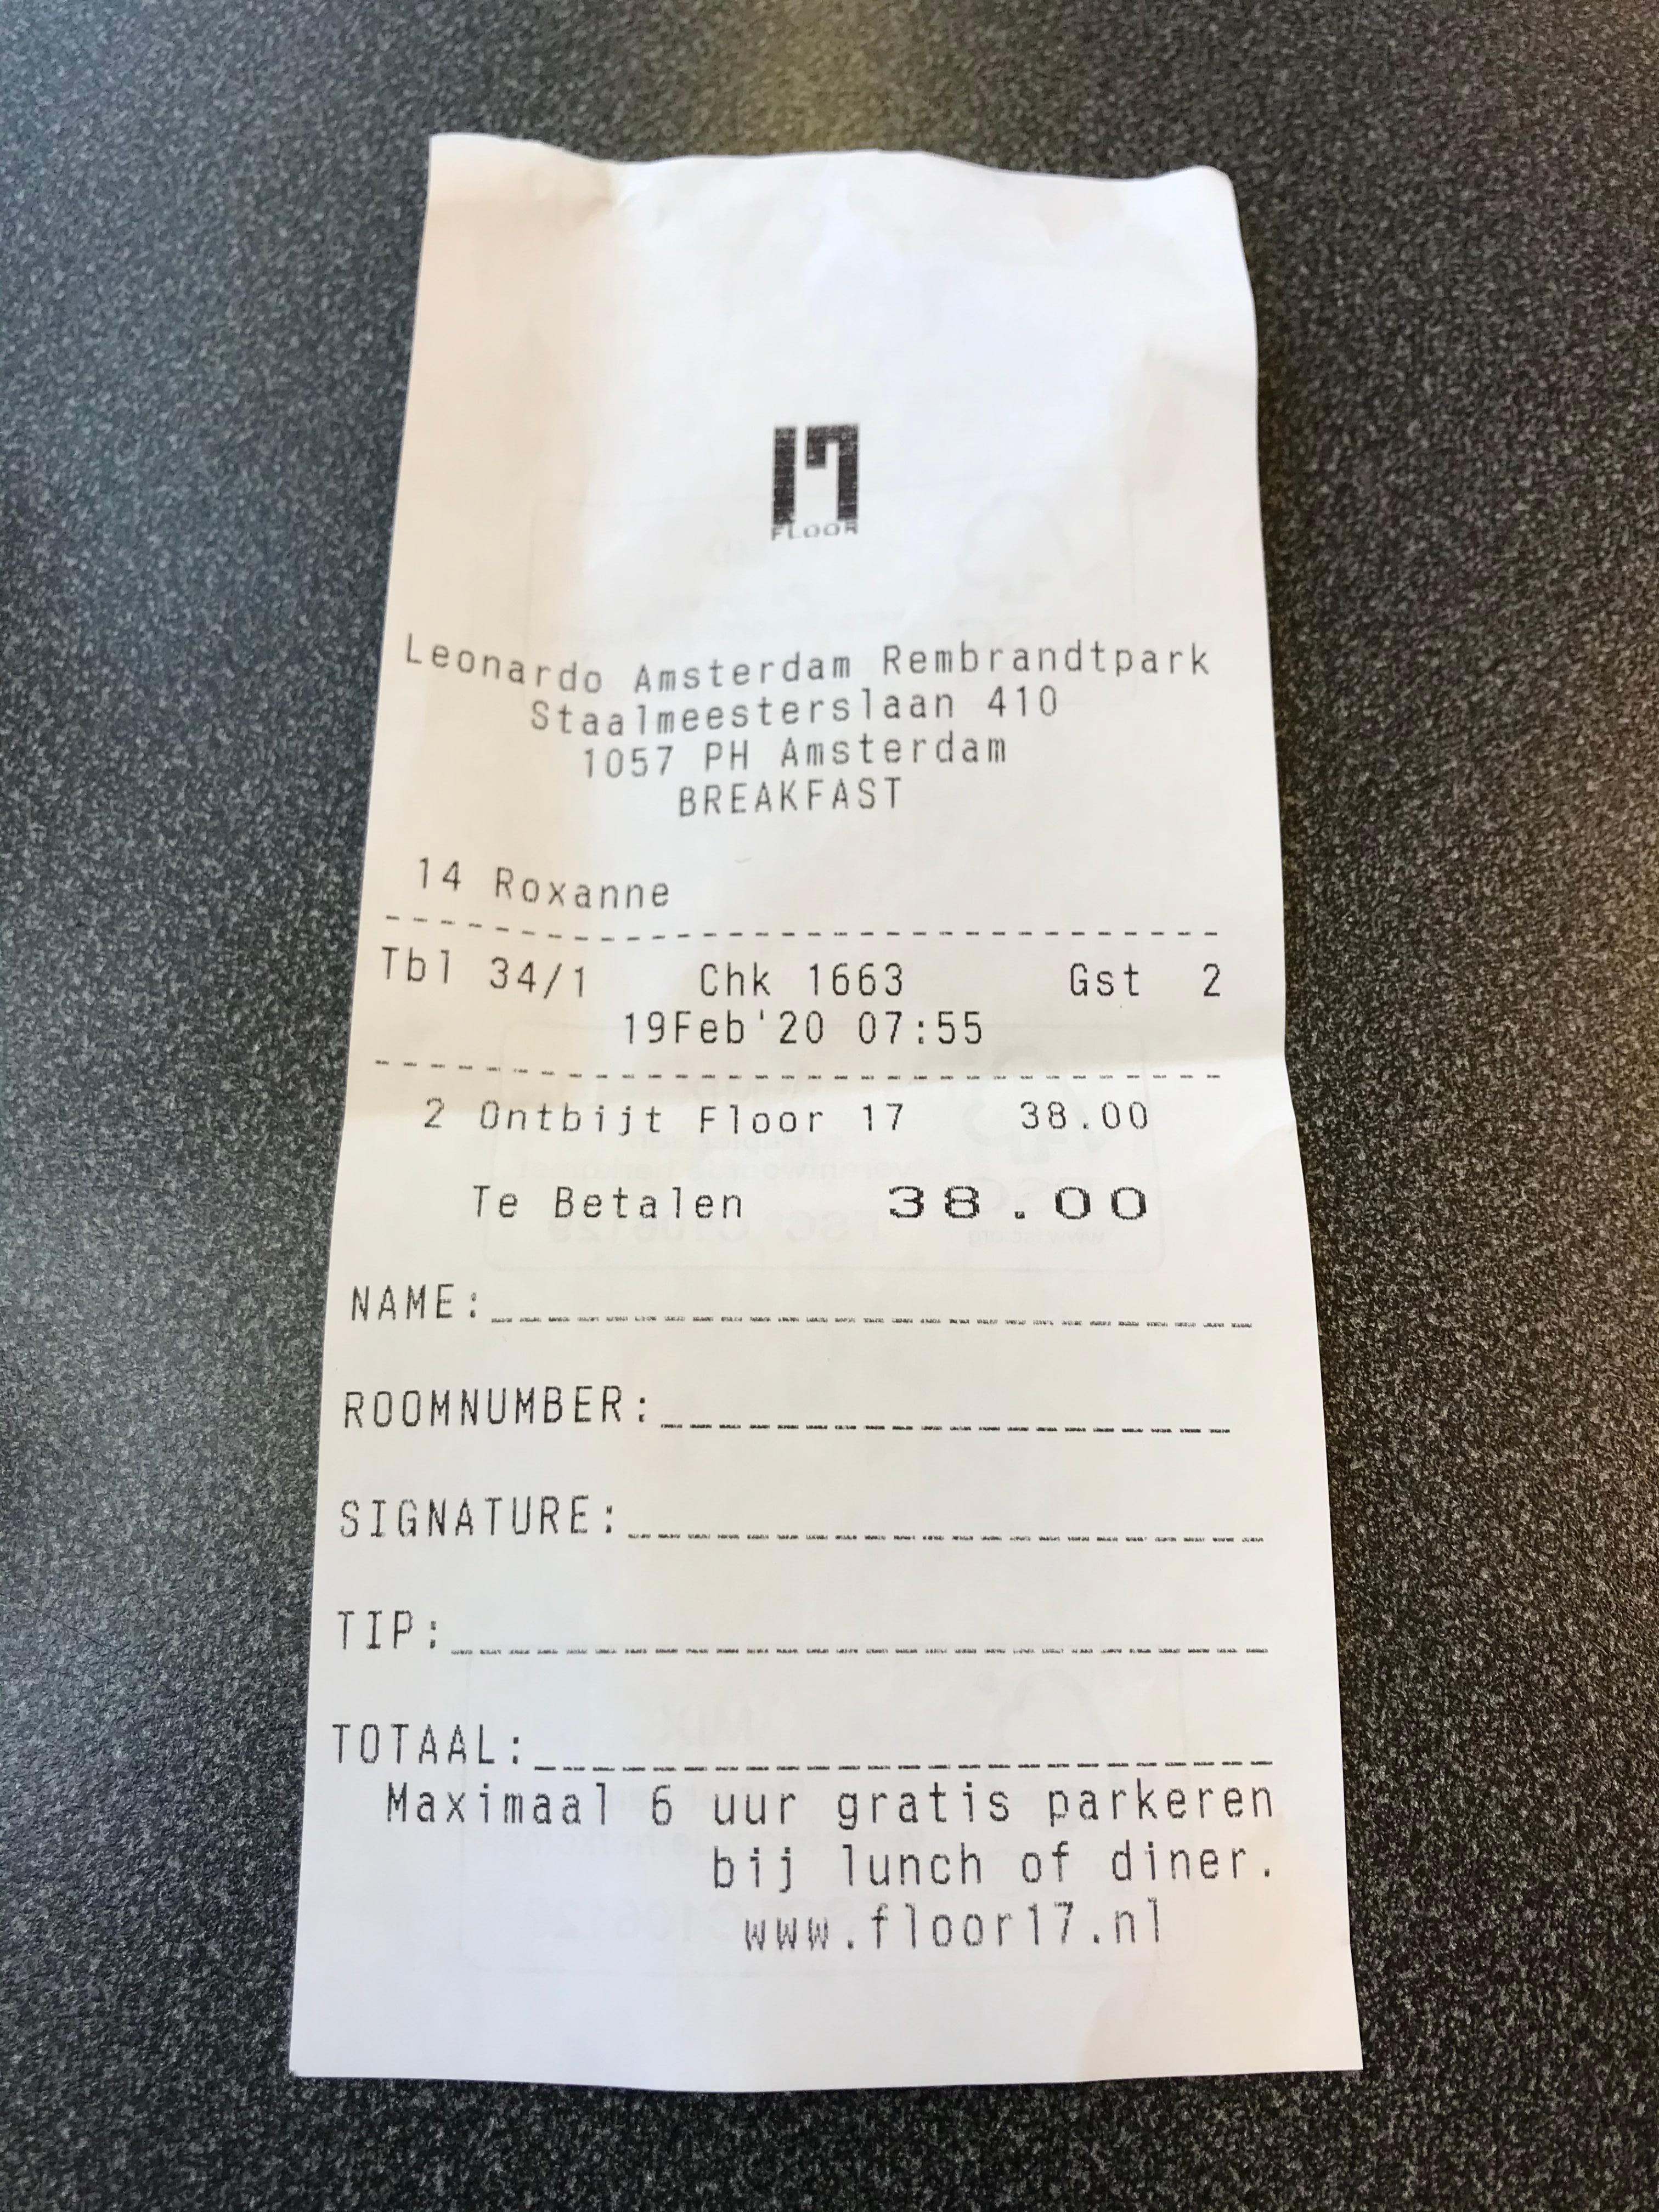 17
FLOOR
Leonardo Amsterdam Rembrandtpark
Staalmeesterslaan 410
1057 PH Amsterdam
BREAKFAST
14 Roxanne
Tbl 34/1 Chk 1663 Gst 2
19Feb'20 07:55
2 Ontbijt Floor 17 38.00
Te Betalen 38.00
NAME:
ROOMNUMBER:
SIGNATURE:
TIP:
TOTAAL:
Maximaal 6 uur gratis parkeren
bij lunch of diner.
www.floor17.nl